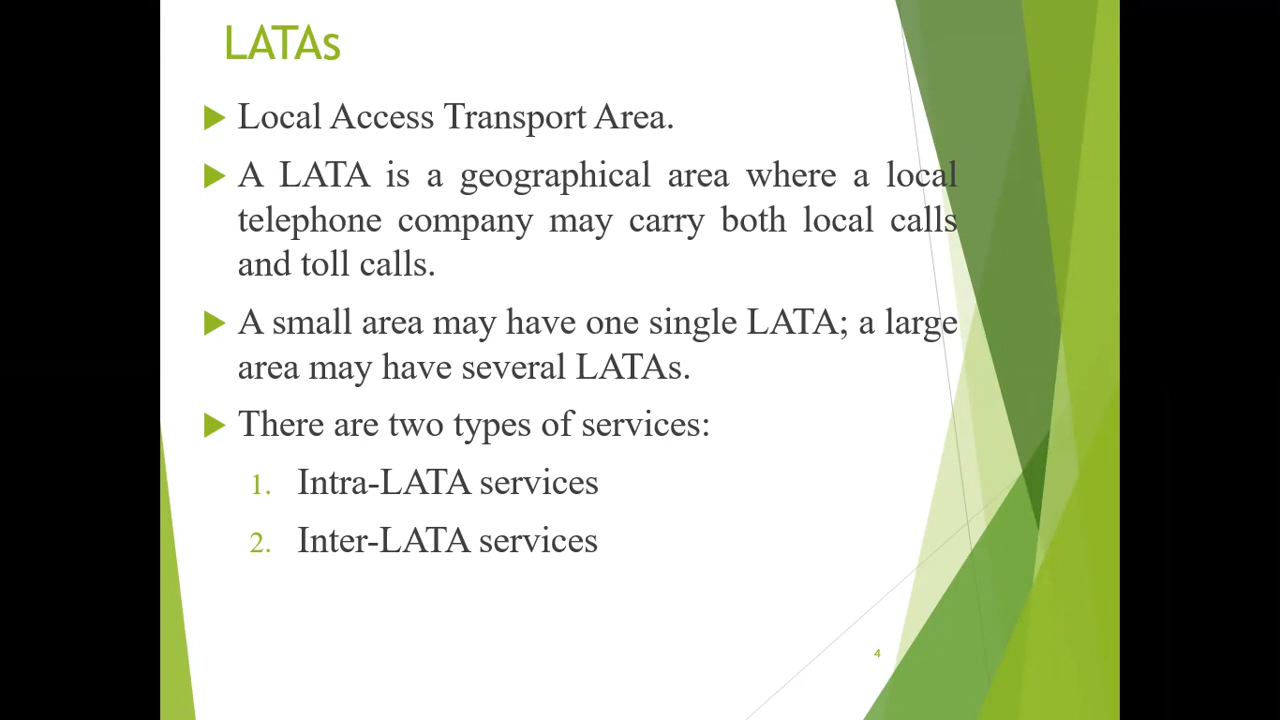 LATAs
Local Access Transport Area.
A LATA is a geographical area where a local
telephone company may carry both local calls
and toll calls.
A small area may have one single LATA; a large
area may have several LATAs.
There are two types of services:
1. Intra-LATA services
2. Inter-LATA services
4